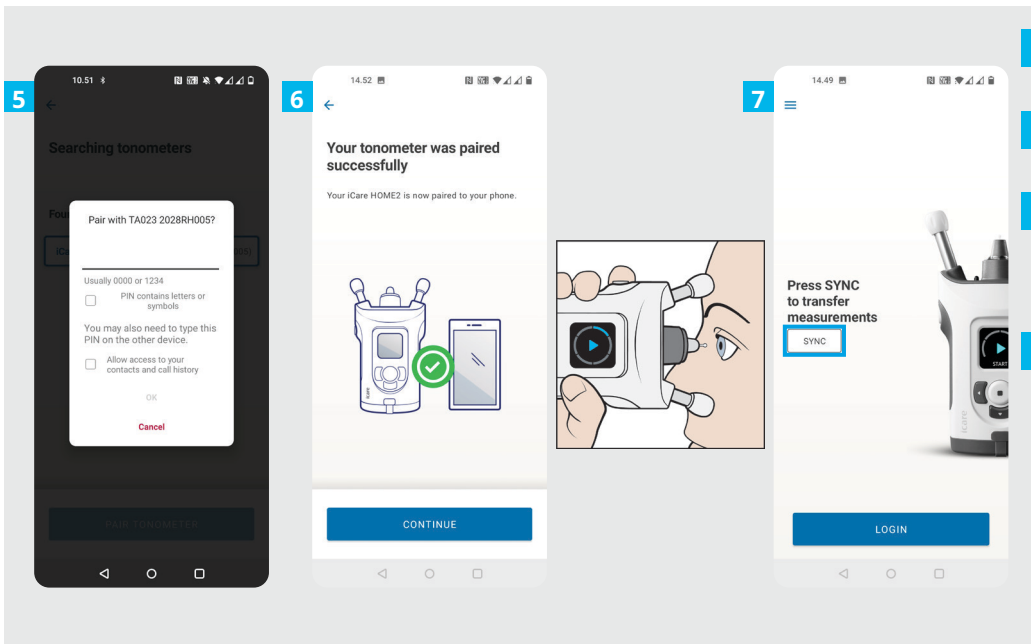 5
10.51
Searching tonometers
Pair with TA023 2028RH005?
Usually 0000 or 1234
PIN contains letters or
symbols
You may also need to type this
PIN on the other device.
Allow access to your
contacts and call history
OK
Cancel
PAIR TONOMETER
6
14.52
Your tonometer was paired
successfully
Your iCare HOME2 is now paired to your phone.
icare
CONTINUE
7
14.49
Press SYNC
to transfer
measurements
SYNC
START
icare
LOGIN